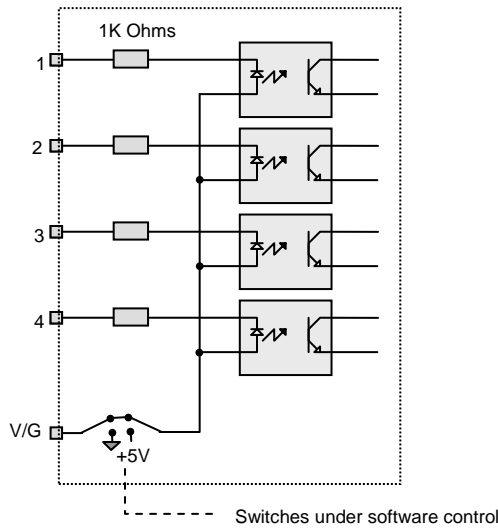 1K Ohms
1
2
3
4
V/G
+5V
Switches under software control